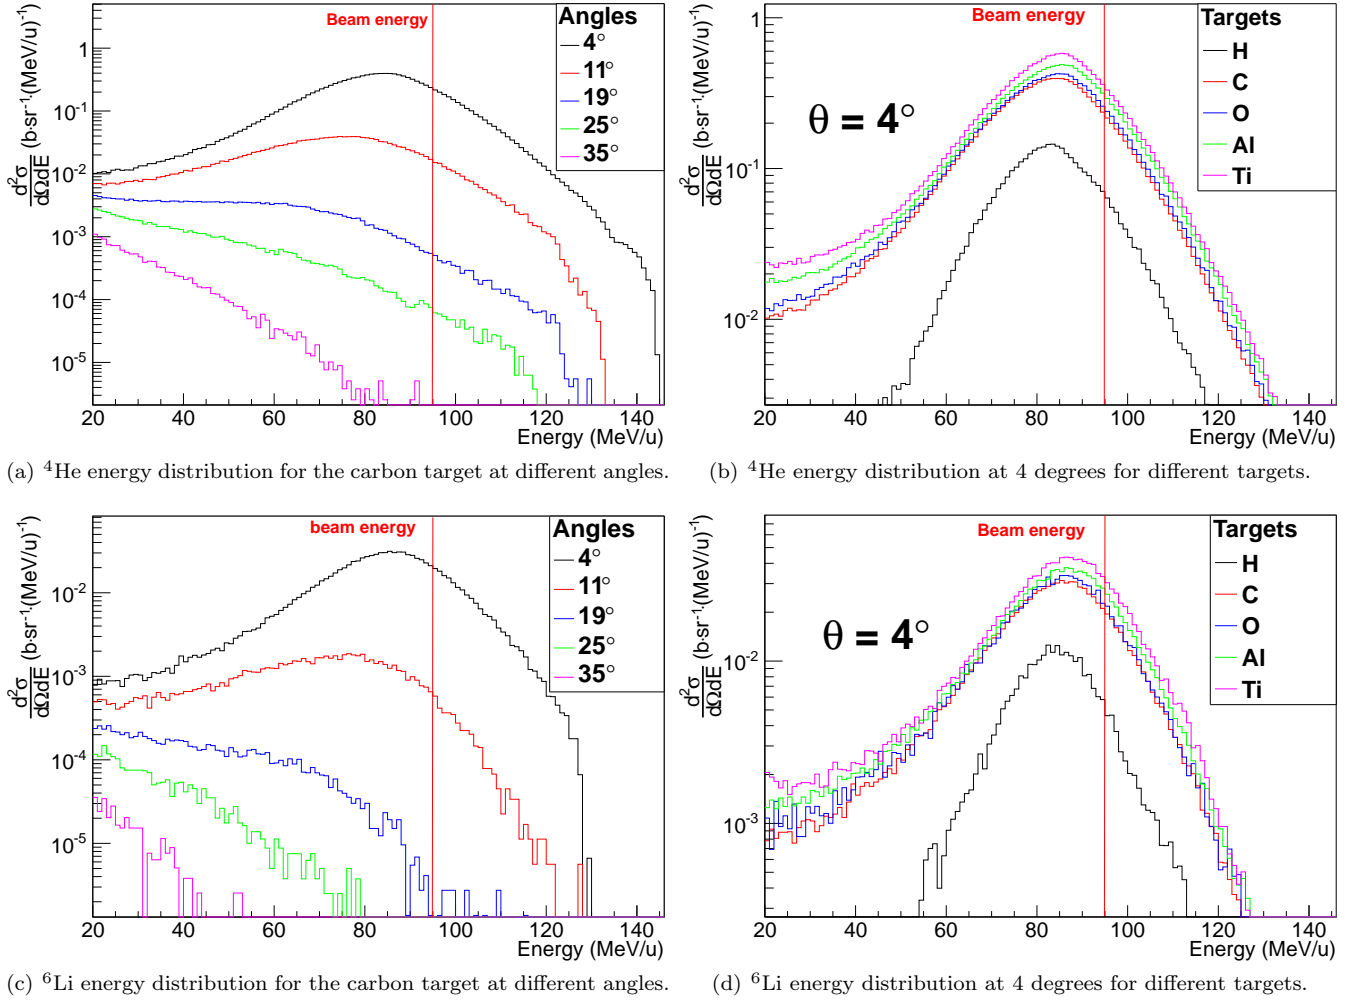 Beam energy
Angles
4°
11°
19°
25°
35°
1
10⁻¹
10⁻²
10⁻³
10⁻⁴
10⁻⁵
d²σ/dΩdE (b·sr⁻¹·(MeV/u)⁻¹)
20 40 60 80 100 120 140
Energy (MeV/u)
(a) ⁴He energy distribution for the carbon target at different angles.
Beam energy
Targets
H
C
O
Al
Ti
θ = 4°
1
10⁻¹
10⁻²
d²σ/dΩdE (b·sr⁻¹·(MeV/u)⁻¹)
20 40 60 80 100 120 140
Energy (MeV/u)
(b) ⁴He energy distribution at 4 degrees for different targets.
beam energy
Angles
4°
11°
19°
25°
35°
10⁻²
10⁻³
10⁻⁴
10⁻⁵
d²σ/dΩdE (b·sr⁻¹·(MeV/u)⁻¹)
20 40 60 80 100 120 140
Energy (MeV/u)
(c) ⁶Li energy distribution for the carbon target at different angles.
Beam energy
Targets
H
C
O
Al
Ti
θ = 4°
10⁻²
10⁻³
d²σ/dΩdE (b·sr⁻¹·(MeV/u)⁻¹)
20 40 60 80 100 120 140
Energy (MeV/u)
(d) ⁶Li energy distribution at 4 degrees for different targets.